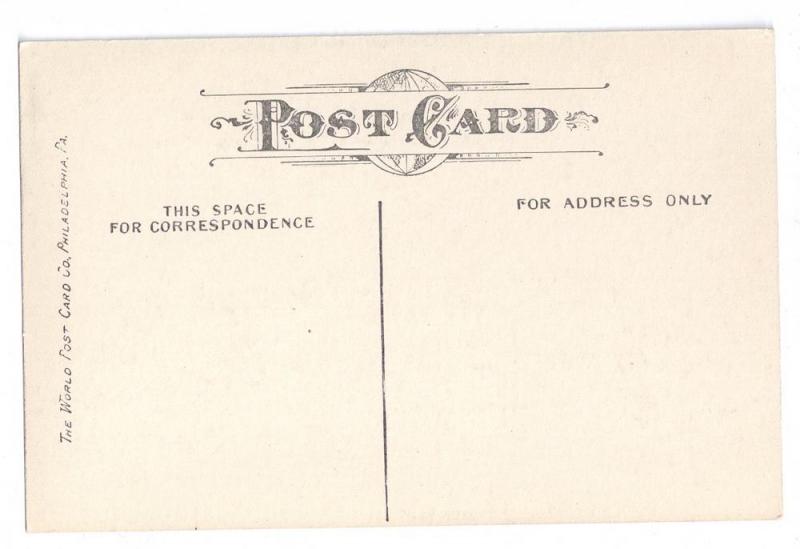 POST CARD
THIS SPACE
FOR CORRESPONDENCE
FOR ADDRESS ONLY
THE WORLD POST CARD CO., PHILADELPHIA, PA.